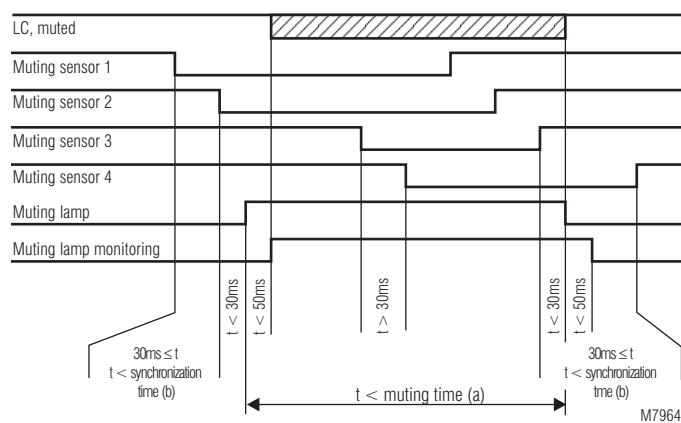 LC, muted
Muting sensor 1
Muting sensor 2
Muting sensor 3
Muting sensor 4
Muting lamp
Muting lamp monitoring
t < 30ms
t < 50ms
t > 30ms
t < 30ms
t < 50ms
30ms ≤ t
t < synchronization
time (b)
30ms ≤ t
t < synchronization
tme (b)
t < muting time (a)
M7964